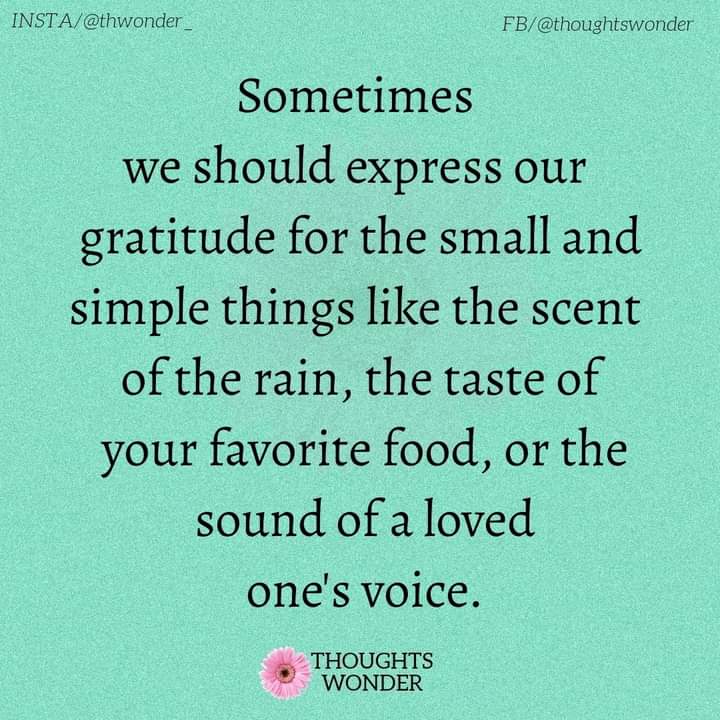 INSTA/@thwonder_
FB/@thoughtswonder
Sometimes
we should express our
gratitude for the small and
simple things like the scent
of the rain, the taste of
your favorite food, or the
sound of a loved
one's voice.
THOUGHTS
WONDER